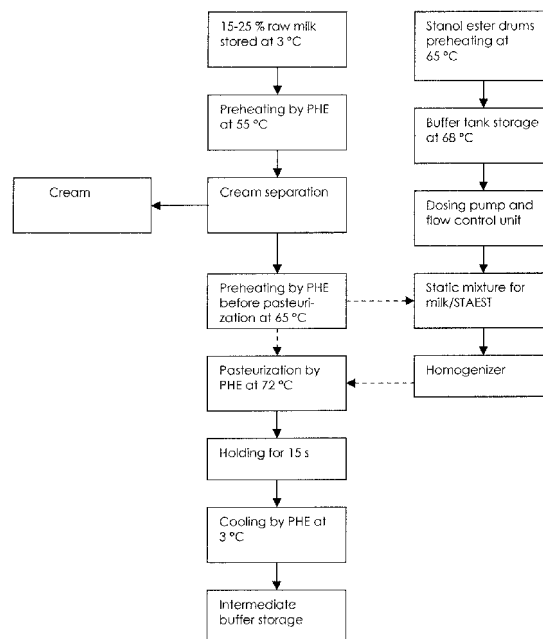 15-25 % raw milk
stored at 3 °C
Stanol ester drums
preheating at
65 °C
Preheating by PHE
at 55 °C
Buffer tank storage
at 68 °C
Cream
Cream separation
Dosing pump and
flow control unit
Preheating by PHE
before pasteuri-
zation at 65 °C
Static mixture for
milk/STAEST
Pasteurization by
PHE at 72 °C
Homogenizer
Holding for 15 s
Cooling by PHE at
3 °C
Intermediate
buffer storage